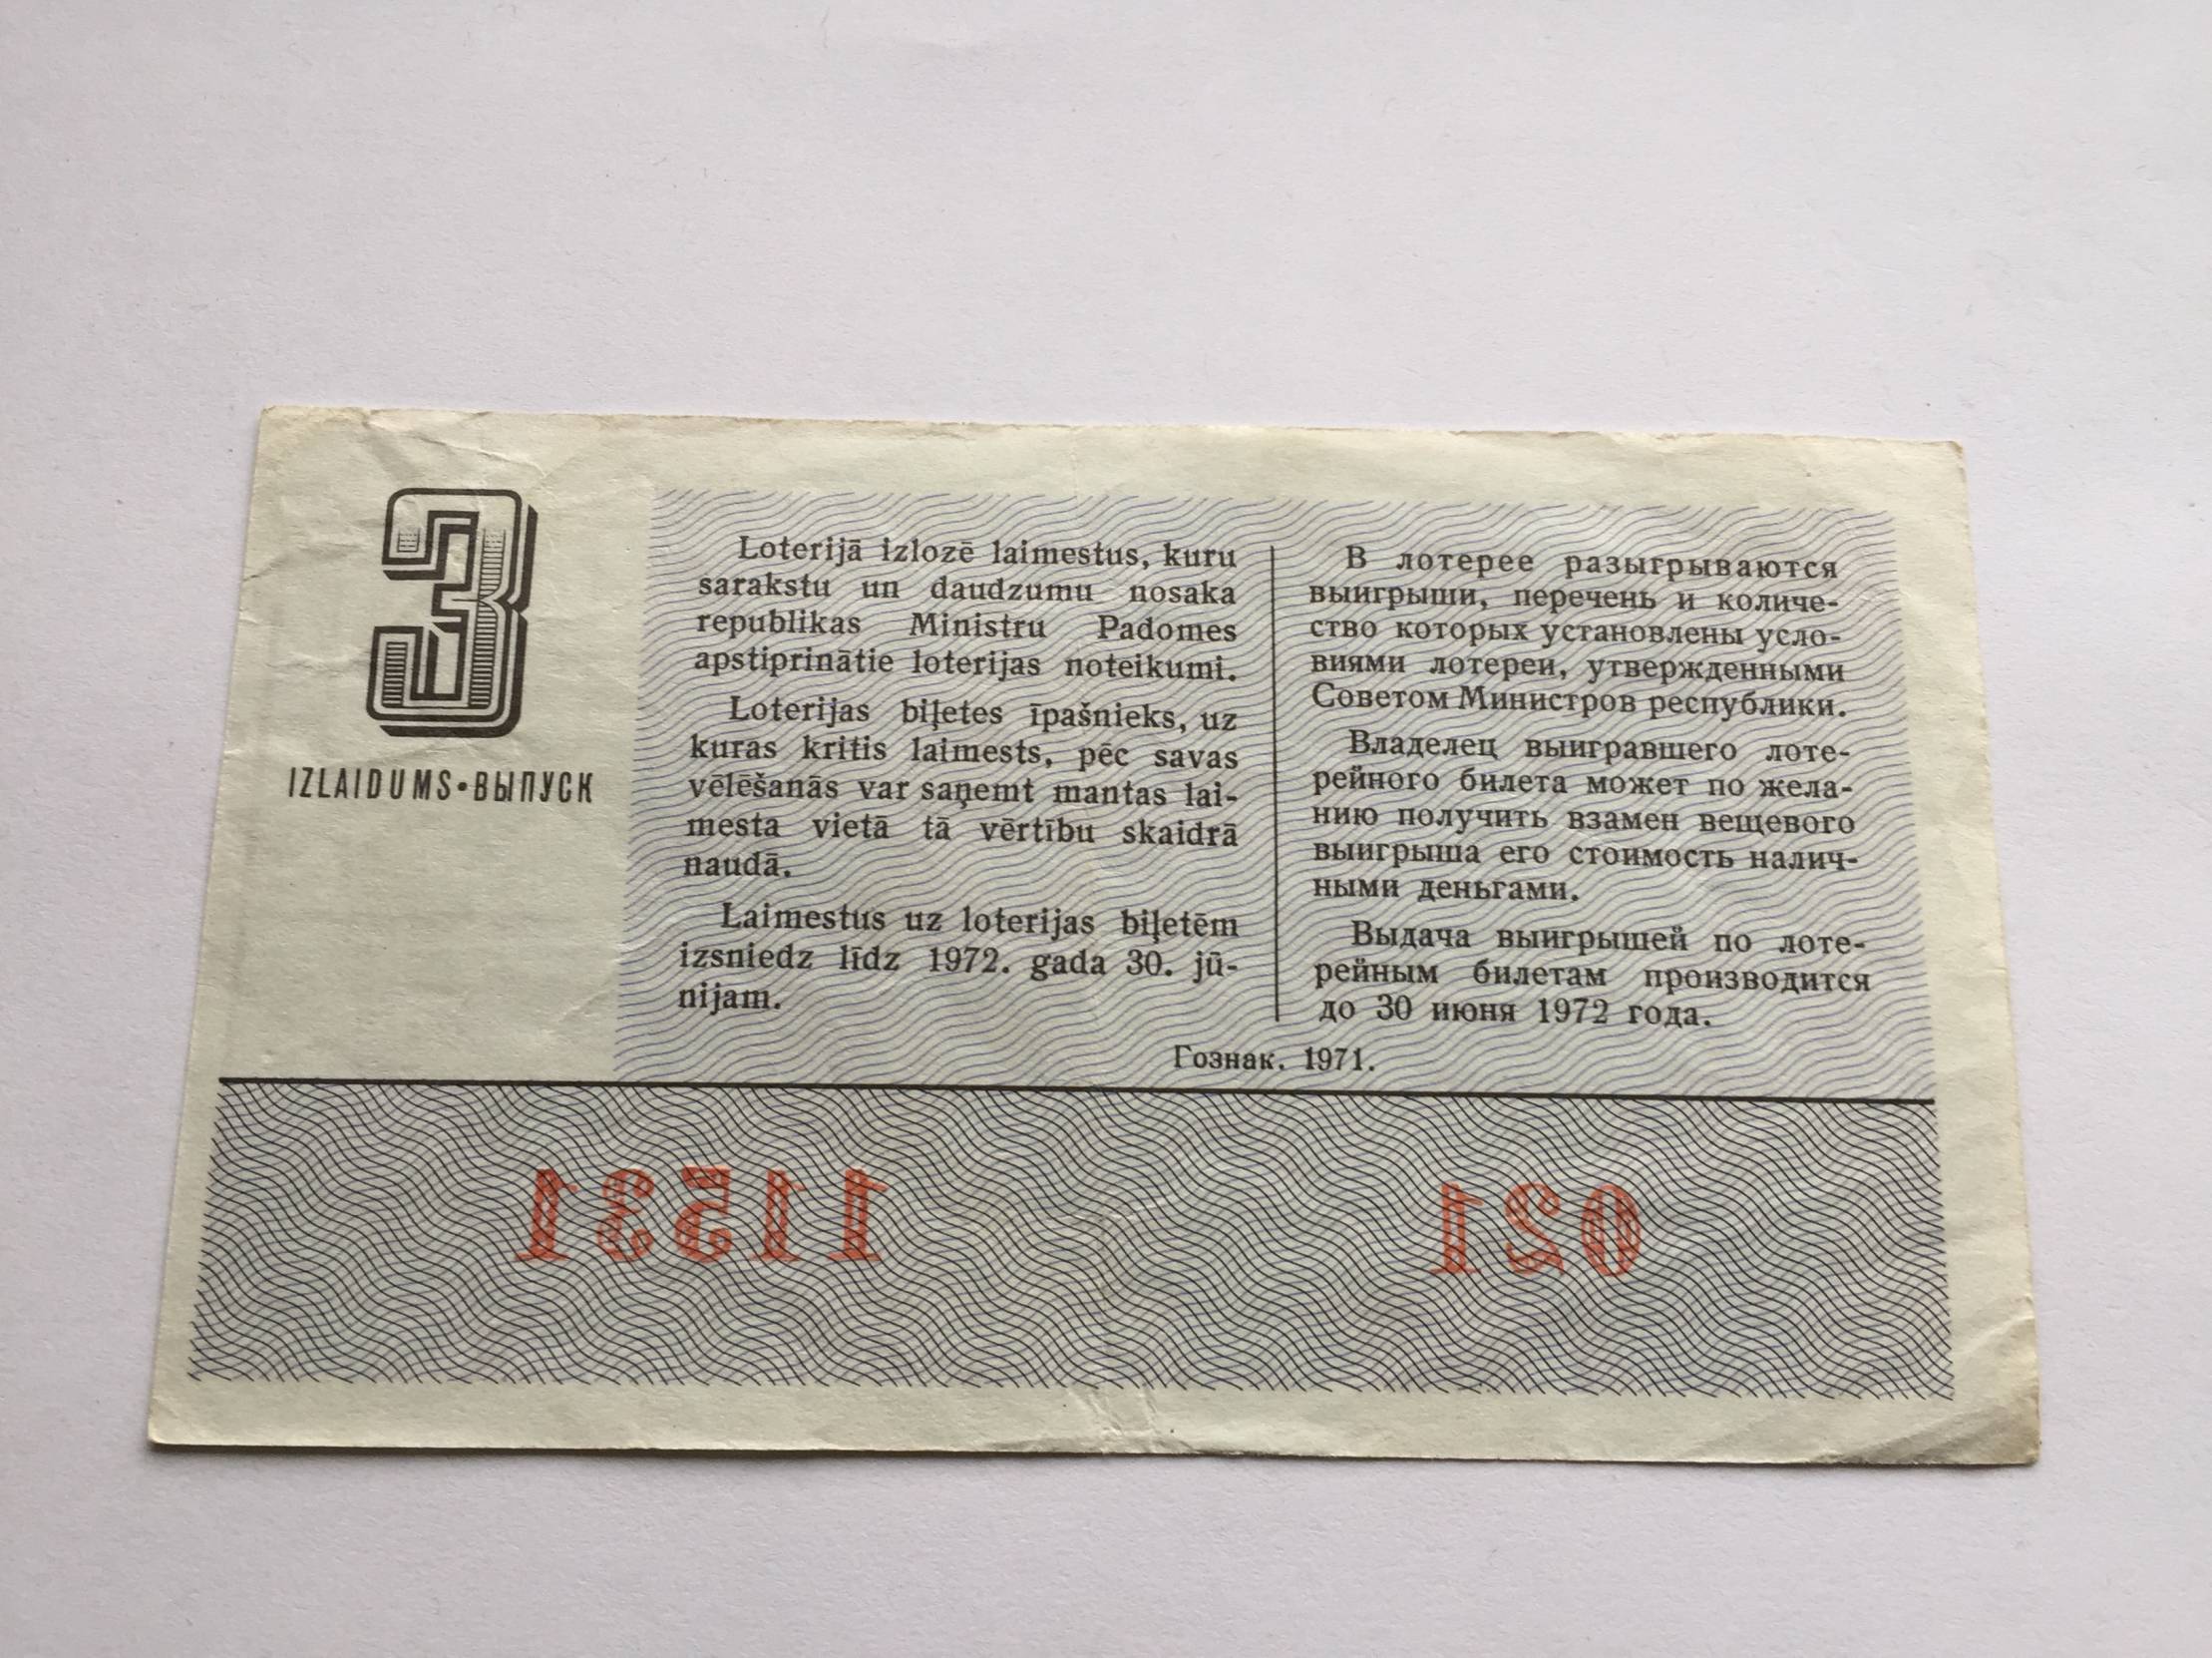 3
IZLAIDUMS•ВЫПУСК
Loterijā izlozē laimestus, kuru
sarakstu un daudzumu nosaka
republikas Ministru Padomes
apstiprinātie loterijas noteikumi.
Loterijas biļetes īpašnieks, uz
kuras kritis laimests, pēc savas
vēlēšanās var saņemt mantas lai-
mesta vietā tā vērtību skaidrā
naudā.
Laimestus uz loterijas biļetēm
izsniedz līdz 1972. gada 30. jū-
nijam.
В лотерее разыгрываются
выигрыши, перечень и количе-
ство которых установлены усло-
виями лотереи, утвержденными
Советом Министров республики.
Владелец выигравшего лоте-
рейного билета может по жела-
нию получить взамен вещевого
выигрыша его стоимость налич-
ными деньгами.
Выдача выигрышей по лоте-
рейным билетам производится
до 30 июня 1972 года.
Гознак. 1971.
11531
021